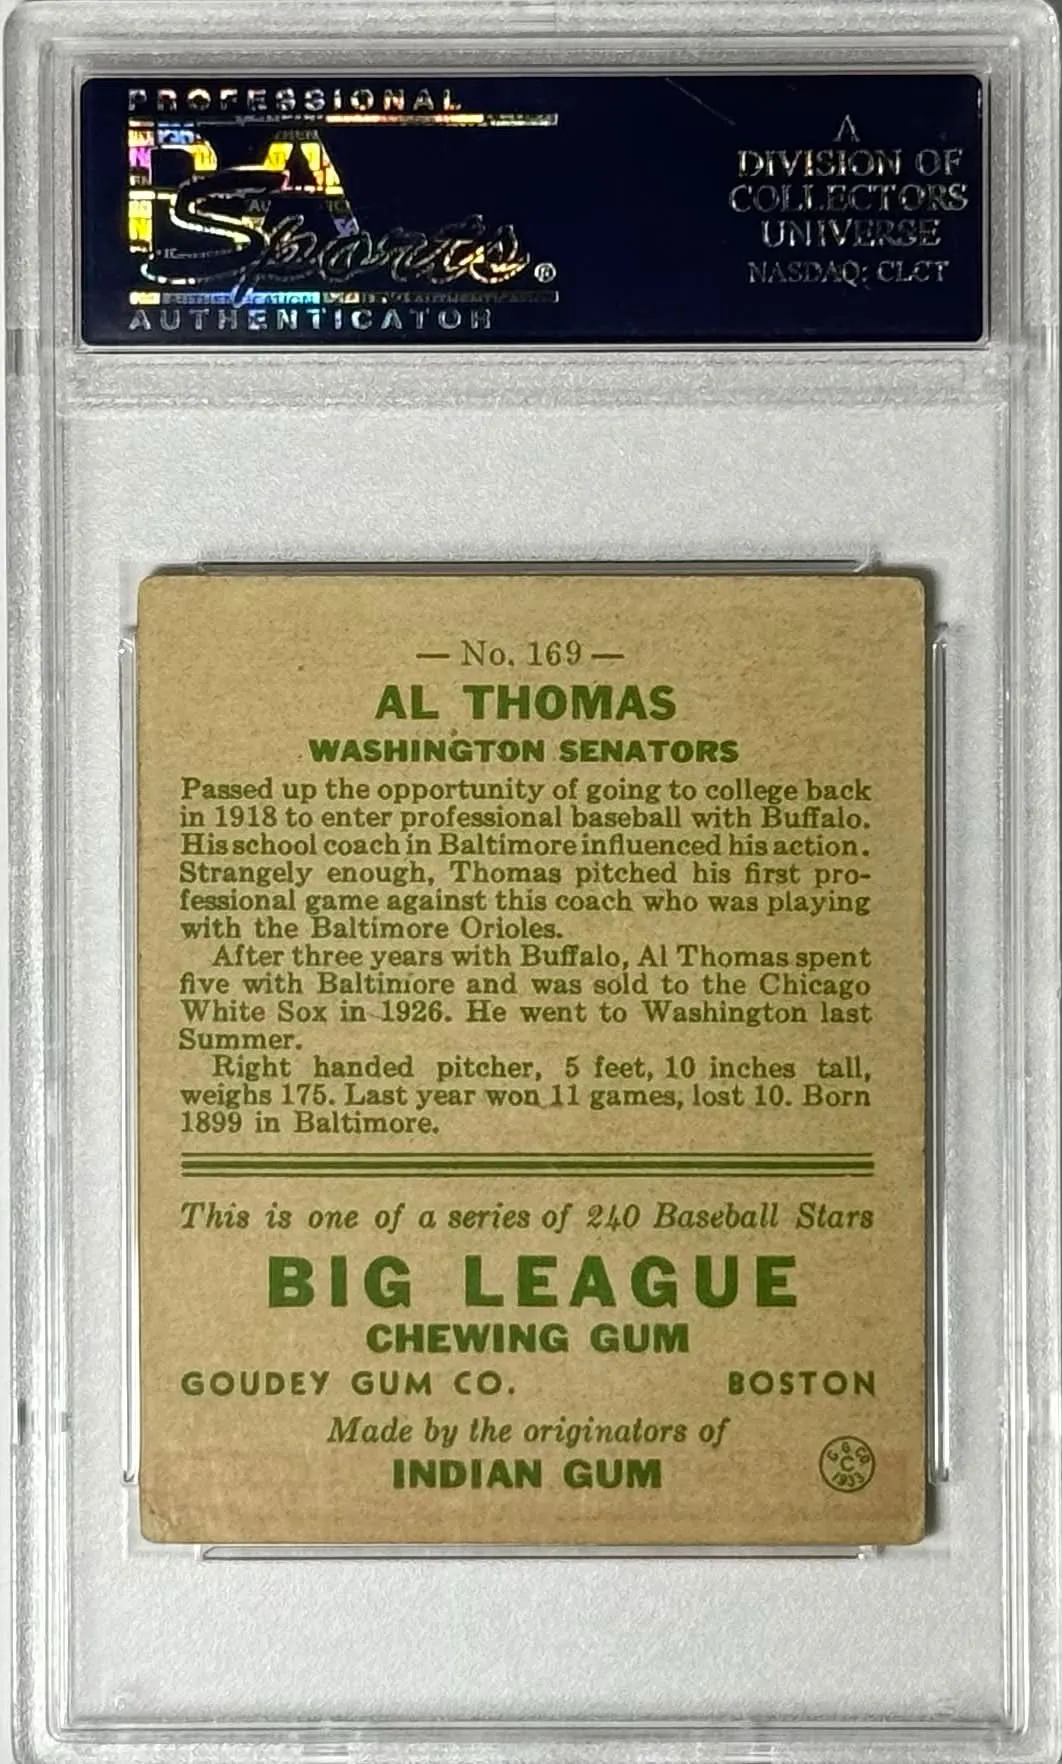 PROFESSIONAL
PSA
Sports®
AUTHENTICATOR
A
DIVISION OF
COLLECTORS
UNIVERSE
NASDAQ: CLCT
— No. 169 —
AL THOMAS
WASHINGTON SENATORS
Passed up the opportunity of going to college back
in 1918 to enter professional baseball with Buffalo.
His school coach in Baltimore influenced his action.
Strangely enough, Thomas pitched his first pro-
fessional game against this coach who was playing
with the Baltimore Orioles.
After three years with Buffalo, Al Thomas spent
five with Baltimore and was sold to the Chicago
White Sox in 1926. He went to Washington last
Summer.
Right handed pitcher, 5 feet, 10 inches tall,
weighs 175. Last year won 11 games, lost 10. Born
1899 in Baltimore.
This is one of a series of 240 Baseball Stars
BIG LEAGUE
CHEWING GUM
GOUDEY GUM CO. BOSTON
Made by the originators of
INDIAN GUM
G. G. CO.
C
1933